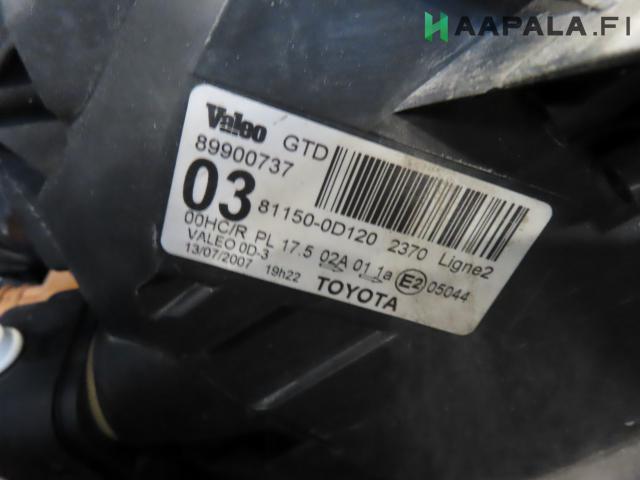 HAAPALA.FI
Valeo GTD
89900737
03
81150-0D120 2370 Ligne2
00HC/R PL 17.5 02A 01 1a E2 05044
VALEO 0D-3
13/07/2007 19h22 TOYOTA